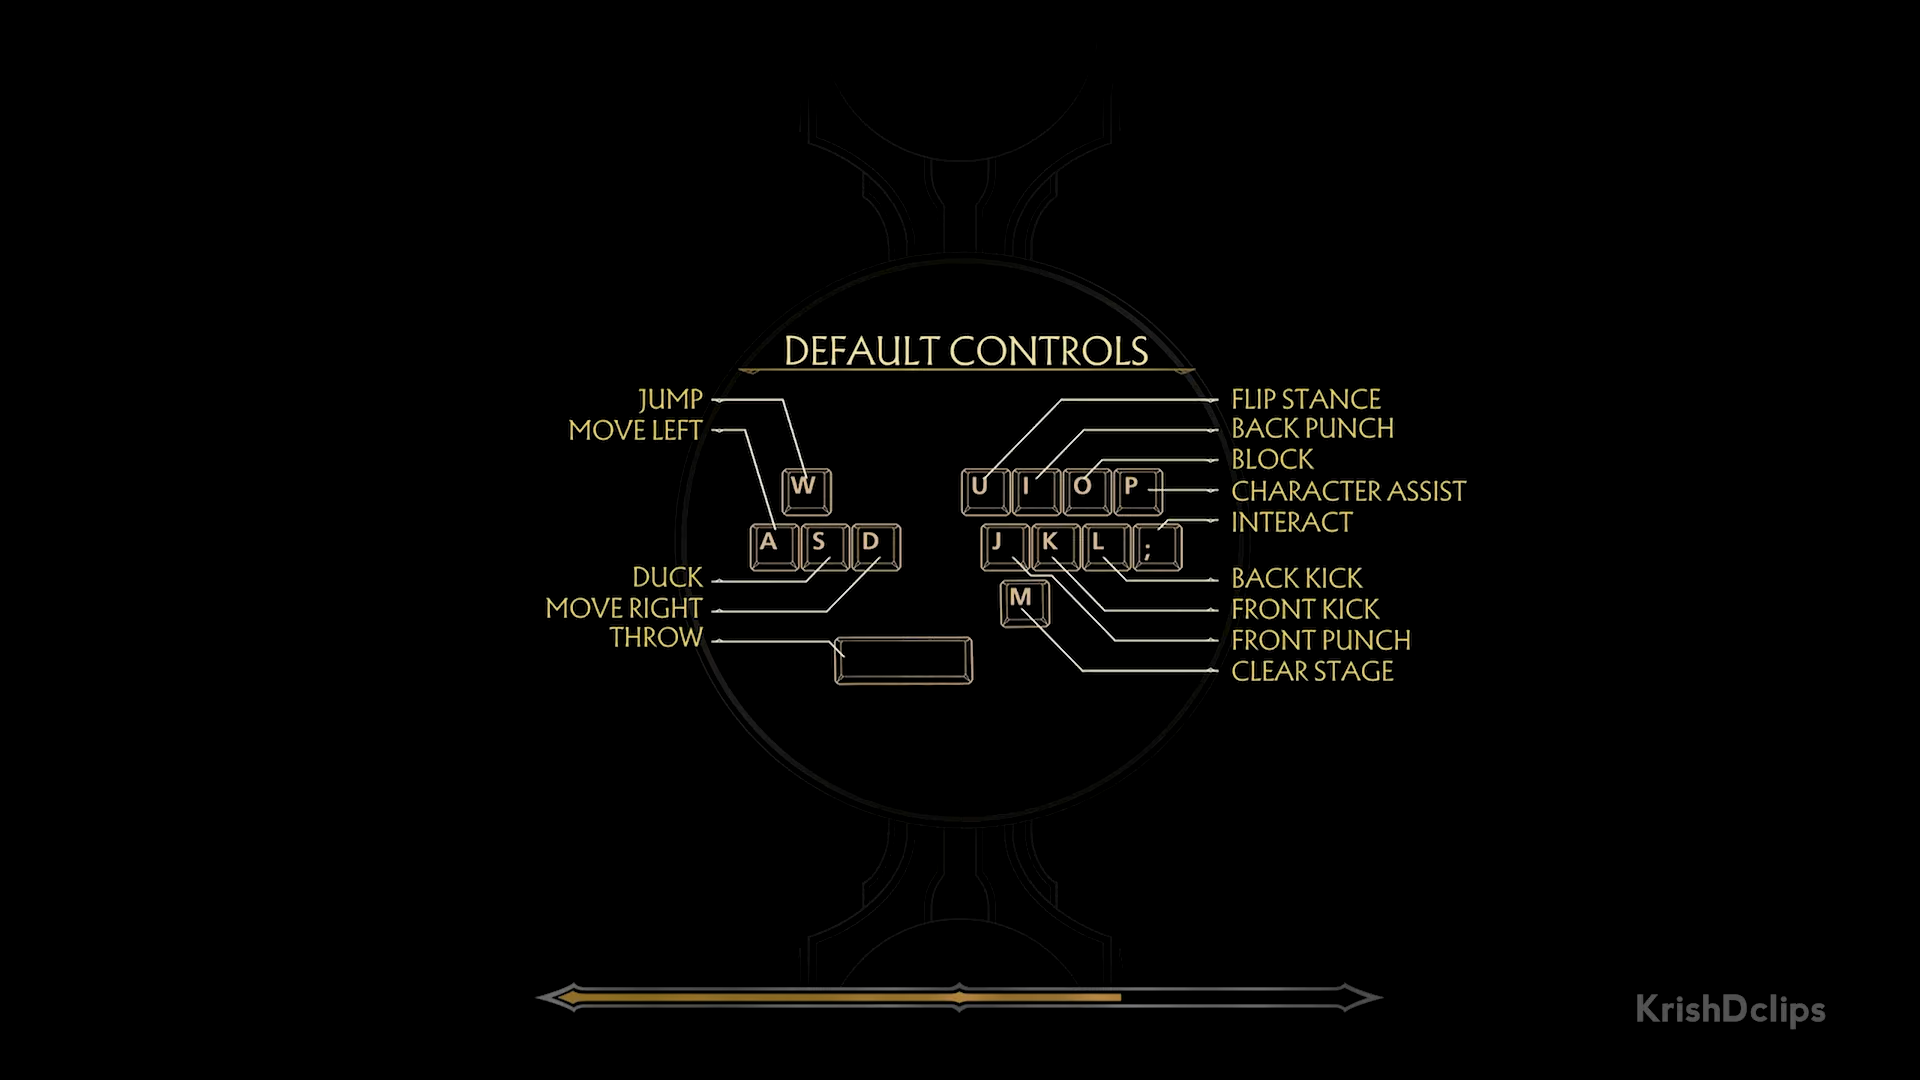 DEFAULT CONTROLS
JUMP
MOVE LEFT
DUCK
MOVE RIGHT
THROW
W
A S D
U I O P
J K L ;
M
FLIP STANCE
BACK PUNCH
BLOCK
CHARACTER ASSIST
INTERACT
BACK KICK
FRONT KICK
FRONT PUNCH
CLEAR STAGE
KrishDclips